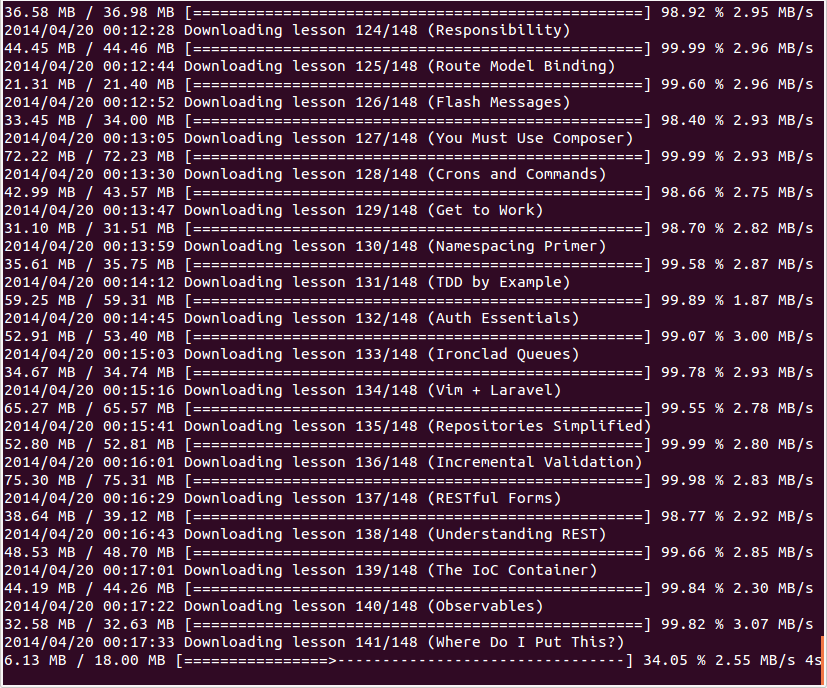 36.58 MB / 36.98 MB [==================================================] 98.92 % 2.95 MB/s
2014/04/20 00:12:28 Downloading lesson 124/148 (Responsibility)
44.45 MB / 44.46 MB [==================================================] 99.99 % 2.96 MB/s
2014/04/20 00:12:44 Downloading lesson 125/148 (Route Model Binding)
21.31 MB / 21.40 MB [==================================================] 99.60 % 2.96 MB/s
2014/04/20 00:12:52 Downloading lesson 126/148 (Flash Messages)
33.45 MB / 34.00 MB [==================================================] 98.40 % 2.93 MB/s
2014/04/20 00:13:05 Downloading lesson 127/148 (You Must Use Composer)
72.22 MB / 72.23 MB [==================================================] 99.99 % 2.93 MB/s
2014/04/20 00:13:30 Downloading lesson 128/148 (Crons and Commands)
42.99 MB / 43.57 MB [==================================================] 98.66 % 2.75 MB/s
2014/04/20 00:13:47 Downloading lesson 129/148 (Get to Work)
31.10 MB / 31.51 MB [==================================================] 98.70 % 2.82 MB/s
2014/04/20 00:13:59 Downloading lesson 130/148 (Namespacing Primer)
35.61 MB / 35.75 MB [==================================================] 99.58 % 2.87 MB/s
2014/04/20 00:14:12 Downloading lesson 131/148 (TDD by Example)
59.25 MB / 59.31 MB [==================================================] 99.89 % 1.87 MB/s
2014/04/20 00:14:45 Downloading lesson 132/148 (Auth Essentials)
52.91 MB / 53.40 MB [==================================================] 99.07 % 3.00 MB/s
2014/04/20 00:15:03 Downloading lesson 133/148 (Ironclad Queues)
34.67 MB / 34.74 MB [==================================================] 99.78 % 2.93 MB/s
2014/04/20 00:15:16 Downloading lesson 134/148 (Vim + Laravel)
65.27 MB / 65.57 MB [==================================================] 99.55 % 2.78 MB/s
2014/04/20 00:15:41 Downloading lesson 135/148 (Repositories Simplified)
52.80 MB / 52.81 MB [==================================================] 99.99 % 2.80 MB/s
2014/04/20 00:16:01 Downloading lesson 136/148 (Incremental Validation)
75.30 MB / 75.31 MB [==================================================] 99.98 % 2.83 MB/s
2014/04/20 00:16:29 Downloading lesson 137/148 (RESTful Forms)
38.64 MB / 39.12 MB [==================================================] 98.77 % 2.92 MB/s
2014/04/20 00:16:43 Downloading lesson 138/148 (Understanding REST)
48.53 MB / 48.70 MB [==================================================] 99.66 % 2.85 MB/s
2014/04/20 00:17:01 Downloading lesson 139/148 (The IoC Container)
44.19 MB / 44.26 MB [==================================================] 99.84 % 2.30 MB/s
2014/04/20 00:17:22 Downloading lesson 140/148 (Observables)
32.58 MB / 32.63 MB [==================================================] 99.82 % 3.07 MB/s
2014/04/20 00:17:33 Downloading lesson 141/148 (Where Do I Put This?)
6.13 MB / 18.00 MB [================>--------------------------------] 34.05 % 2.55 MB/s 4s